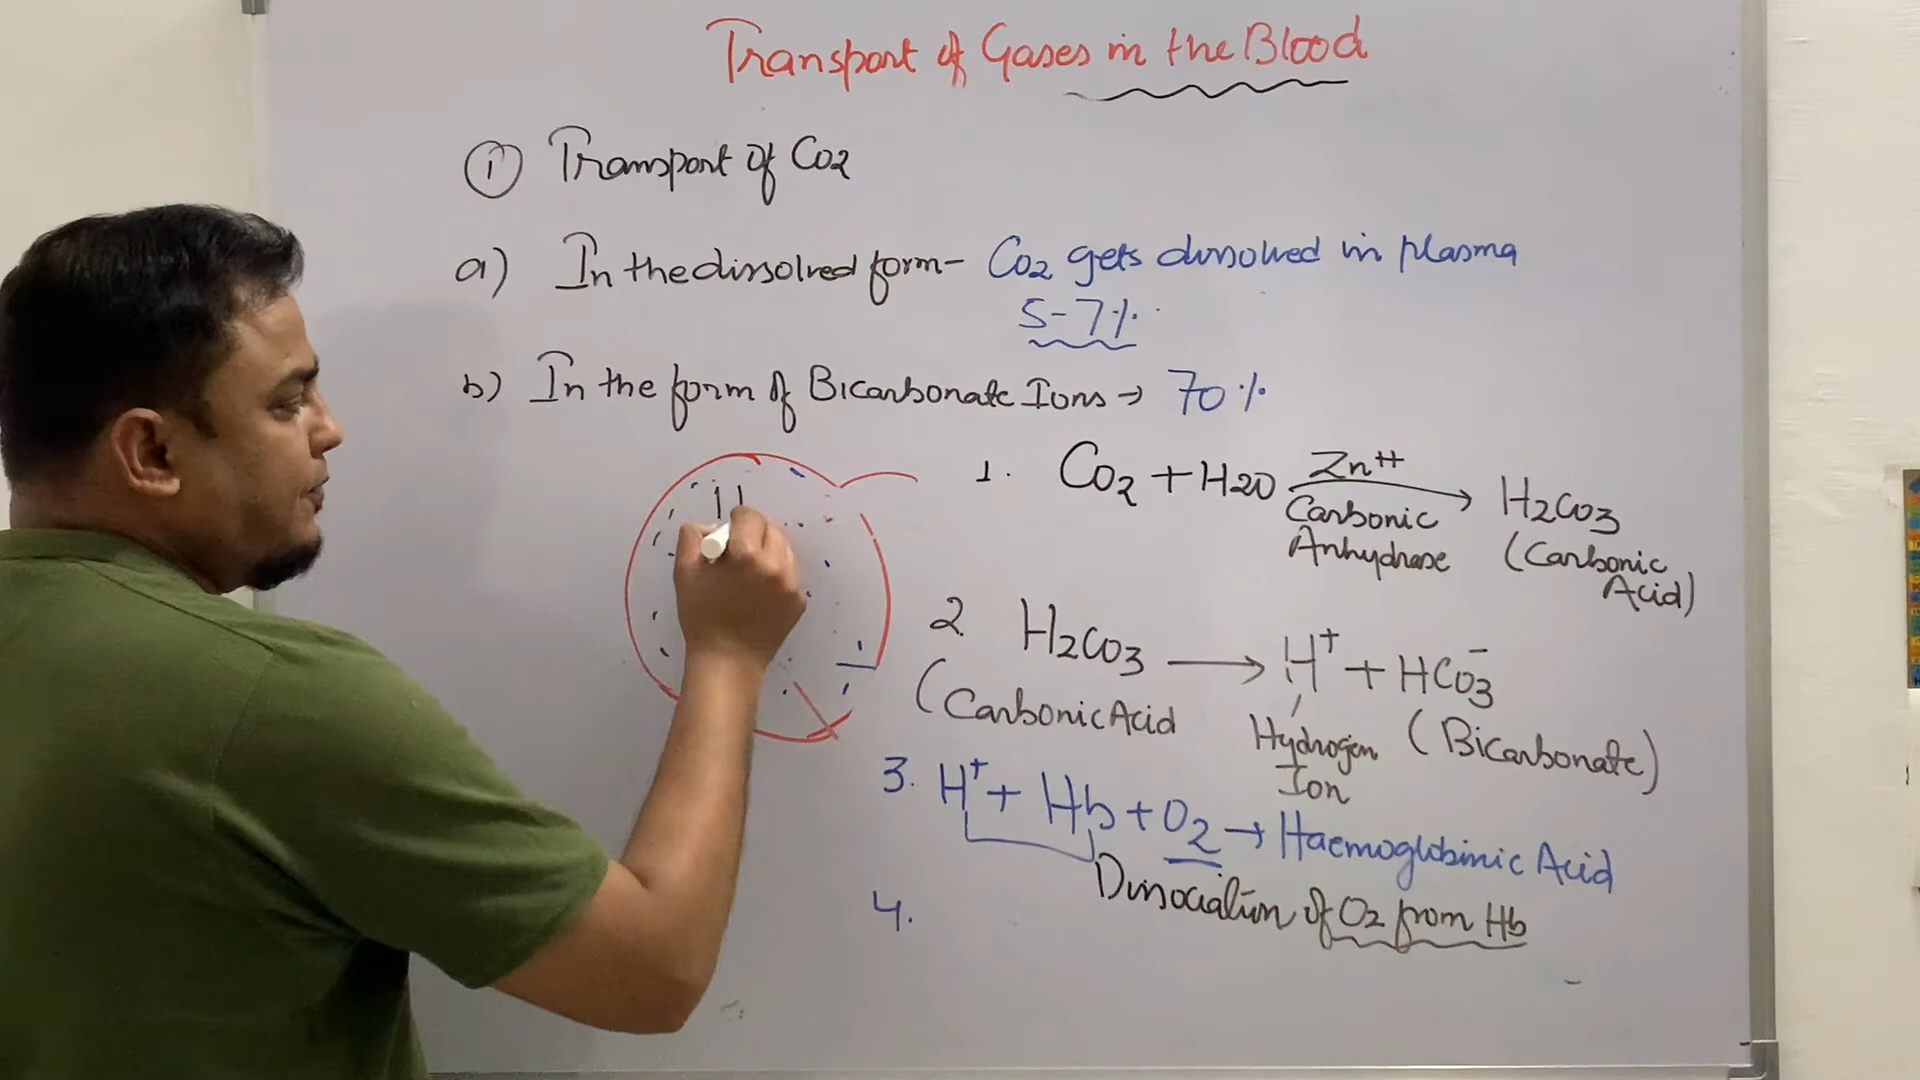 Transport of Gases in the Blood
① Transport of Co2
a) In the dissolved form - Co2 gets dissolved in plasma
5-7%
b) In the form of Bicarbonate Ions → 70%
1. Co2 + H2O Zn++ → H2Co3
Carbonic Anhydrase
(Carbonic Acid)
2. H2Co3 → H+ + HCo3-
(Carbonic Acid
Hydrogen Ion
(Bicarbonate)
3. H+ + Hb + O2 → Haemoglobinic Acid
Dissociation of O2 from Hb
4.
H